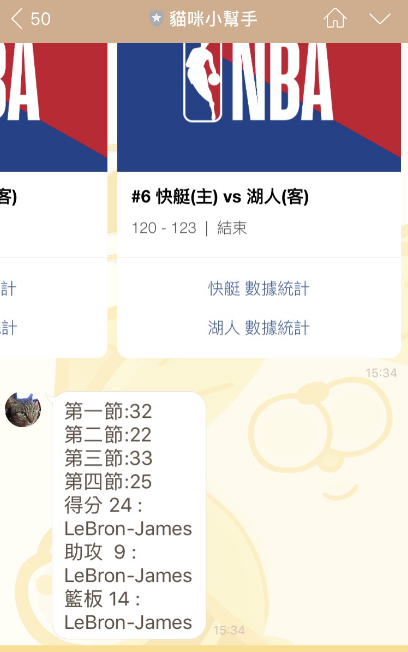 50
貓咪小幫手
BA
NBA
客)
#6 快艇(主) vs 湖人(客)
120 - 123 | 結束
計
快艇 數據統計
計
湖人 數據統計
15:34
第一節:32
第二節:22
第三節:33
第四節:25
得分 24 :
LeBron-James
助攻 9 :
LeBron-James
籃板 14 :
LeBron-James
15:34